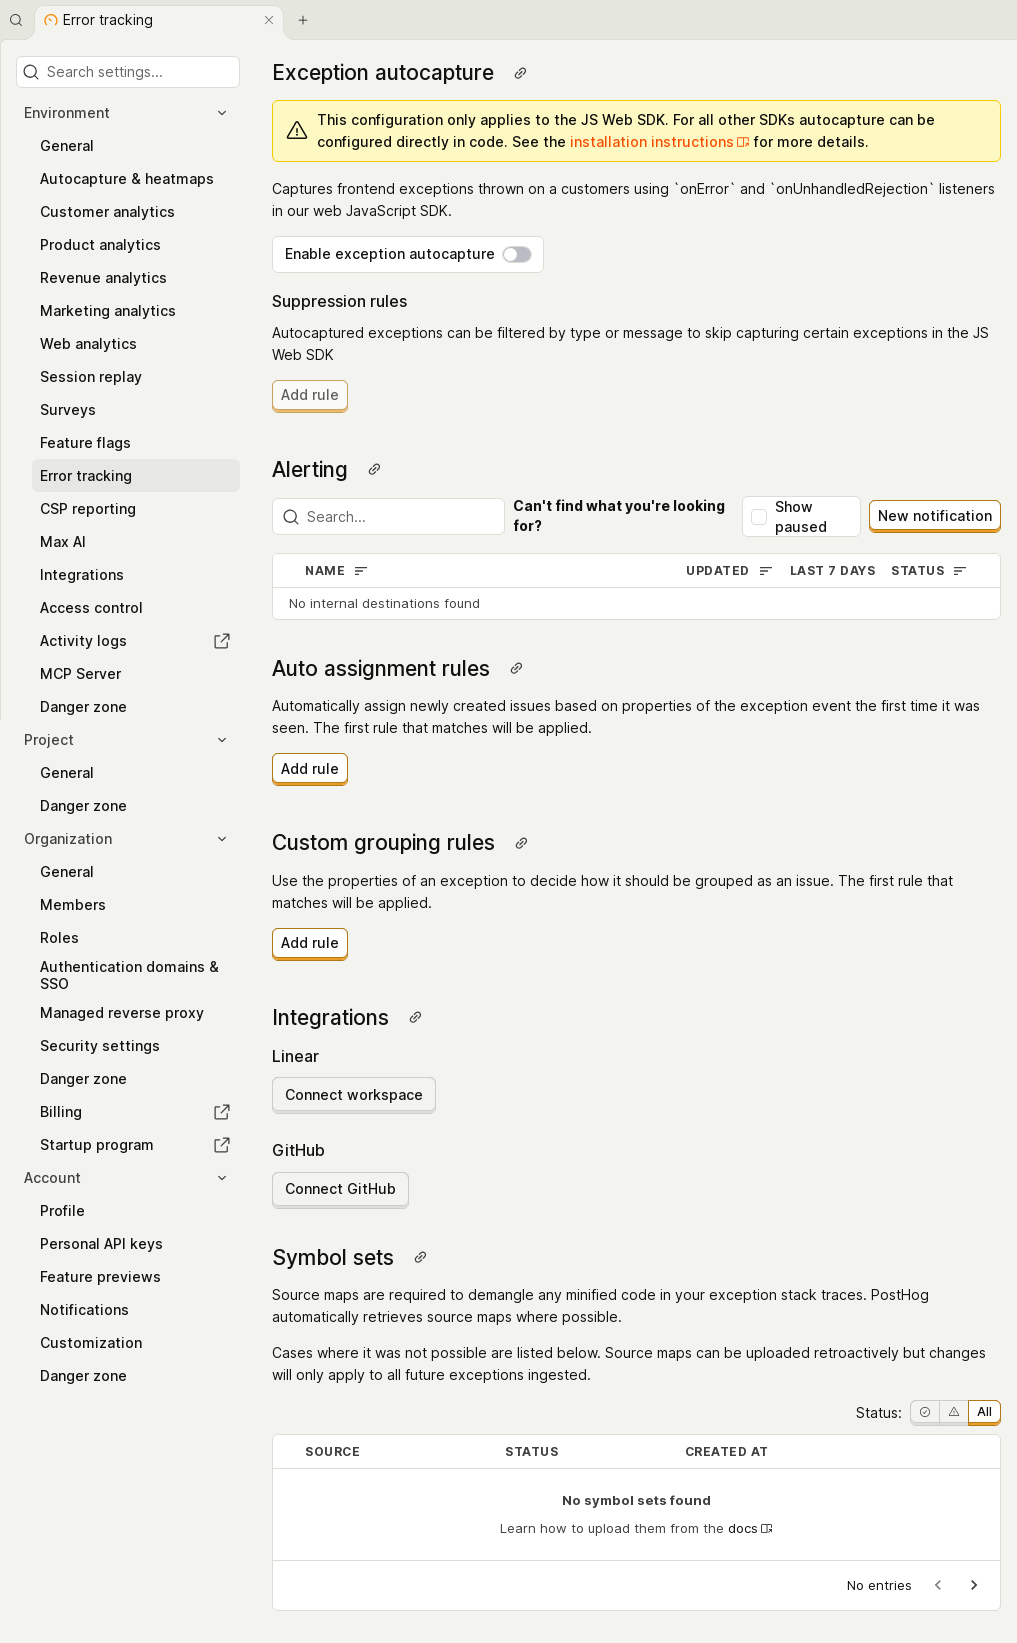 Error tracking
Search settings...
Environment
General
Autocapture & heatmaps
Customer analytics
Product analytics
Revenue analytics
Marketing analytics
Web analytics
Session replay
Surveys
Feature flags
Error tracking
CSP reporting
Max AI
Integrations
Access control
Activity logs
MCP Server
Danger zone
Project
General
Danger zone
Organization
General
Members
Roles
Authentication domains &
SSO
Managed reverse proxy
Security settings
Danger zone
Billing
Startup program
Account
Profile
Personal API keys
Feature previews
Notifications
Customization
Danger zone
Exception autocapture
This configuration only applies to the JS Web SDK. For all other SDKs autocapture can be
configured directly in code. See the installation instructions for more details.
Captures frontend exceptions thrown on a customers using `onError` and `onUnhandledRejection` listeners
in our web JavaScript SDK.
Enable exception autocapture
Suppression rules
Autocaptured exceptions can be filtered by type or message to skip capturing certain exceptions in the JS
Web SDK
Add rule
Alerting
Search...
Can't find what you're looking
for?
Show
paused
New notification
NAME UPDATED LAST 7 DAYS STATUS
No internal destinations found
Auto assignment rules
Automatically assign newly created issues based on properties of the exception event the first time it was
seen. The first rule that matches will be applied.
Add rule
Custom grouping rules
Use the properties of an exception to decide how it should be grouped as an issue. The first rule that
matches will be applied.
Add rule
Integrations
Linear
Connect workspace
GitHub
Connect GitHub
Symbol sets
Source maps are required to demangle any minified code in your exception stack traces. PostHog
automatically retrieves source maps where possible.
Cases where it was not possible are listed below. Source maps can be uploaded retroactively but changes
will only apply to all future exceptions ingested.
Status: All
SOURCE STATUS CREATED AT
No symbol sets found
Learn how to upload them from the docs
No entries